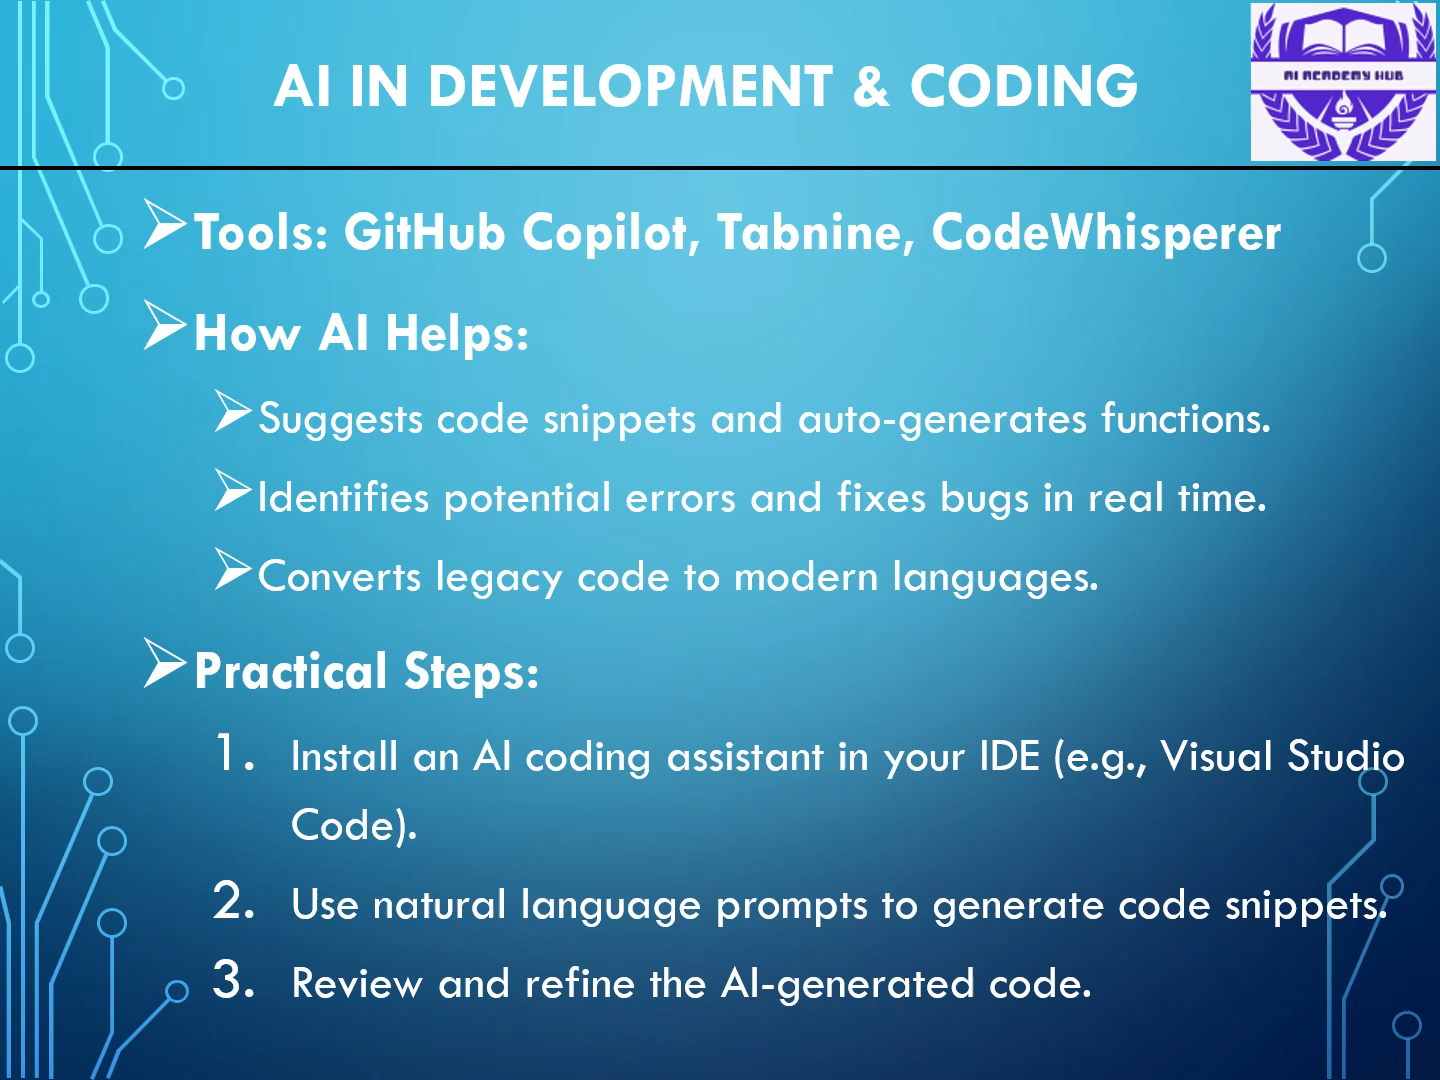 AI IN DEVELOPMENT & CODING
AI ACADEMY HUB
Tools: GitHub Copilot, Tabnine, CodeWhisperer
How AI Helps:
Suggests code snippets and auto-generates functions.
Identifies potential errors and fixes bugs in real time.
Converts legacy code to modern languages.
Practical Steps:
1. Install an AI coding assistant in your IDE (e.g., Visual Studio
Code).
2. Use natural language prompts to generate code snippets.
3. Review and refine the AI-generated code.